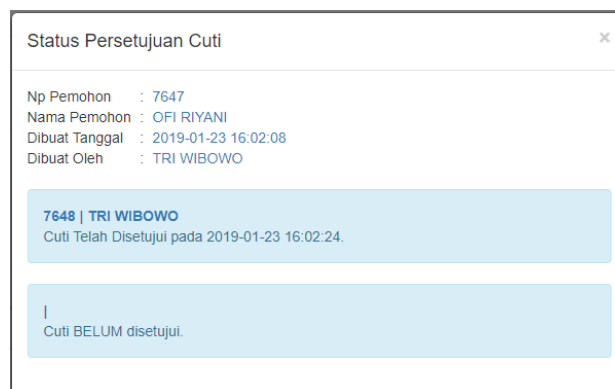 Status Persetujuan Cuti ×
Np Pemohon : 7647
Nama Pemohon : OFI RIYANI
Dibuat Tanggal : 2019-01-23 16:02:08
Dibuat Oleh : TRI WIBOWO
7648 | TRI WIBOWO
Cuti Telah Disetujui pada 2019-01-23 16:02:24.
|
Cuti BELUM disetujui.